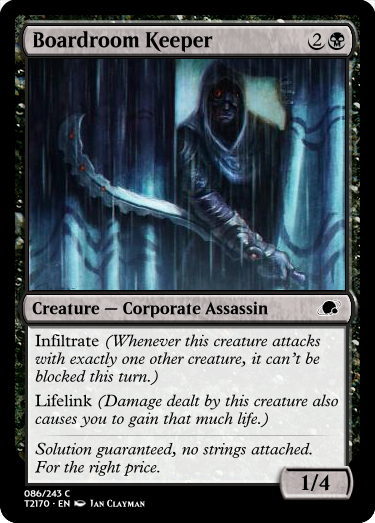 Boardroom Keeper 2
Creature — Corporate Assassin
Infiltrate (Whenever this creature attacks
with exactly one other creature, it can't be
blocked this turn.)
Lifelink (Damage dealt by this creature also
causes you to gain that much life.)
Solution guaranteed, no strings attached.
For the right price.
1/4
086/243 C
T2170 • EN Ian Clayman